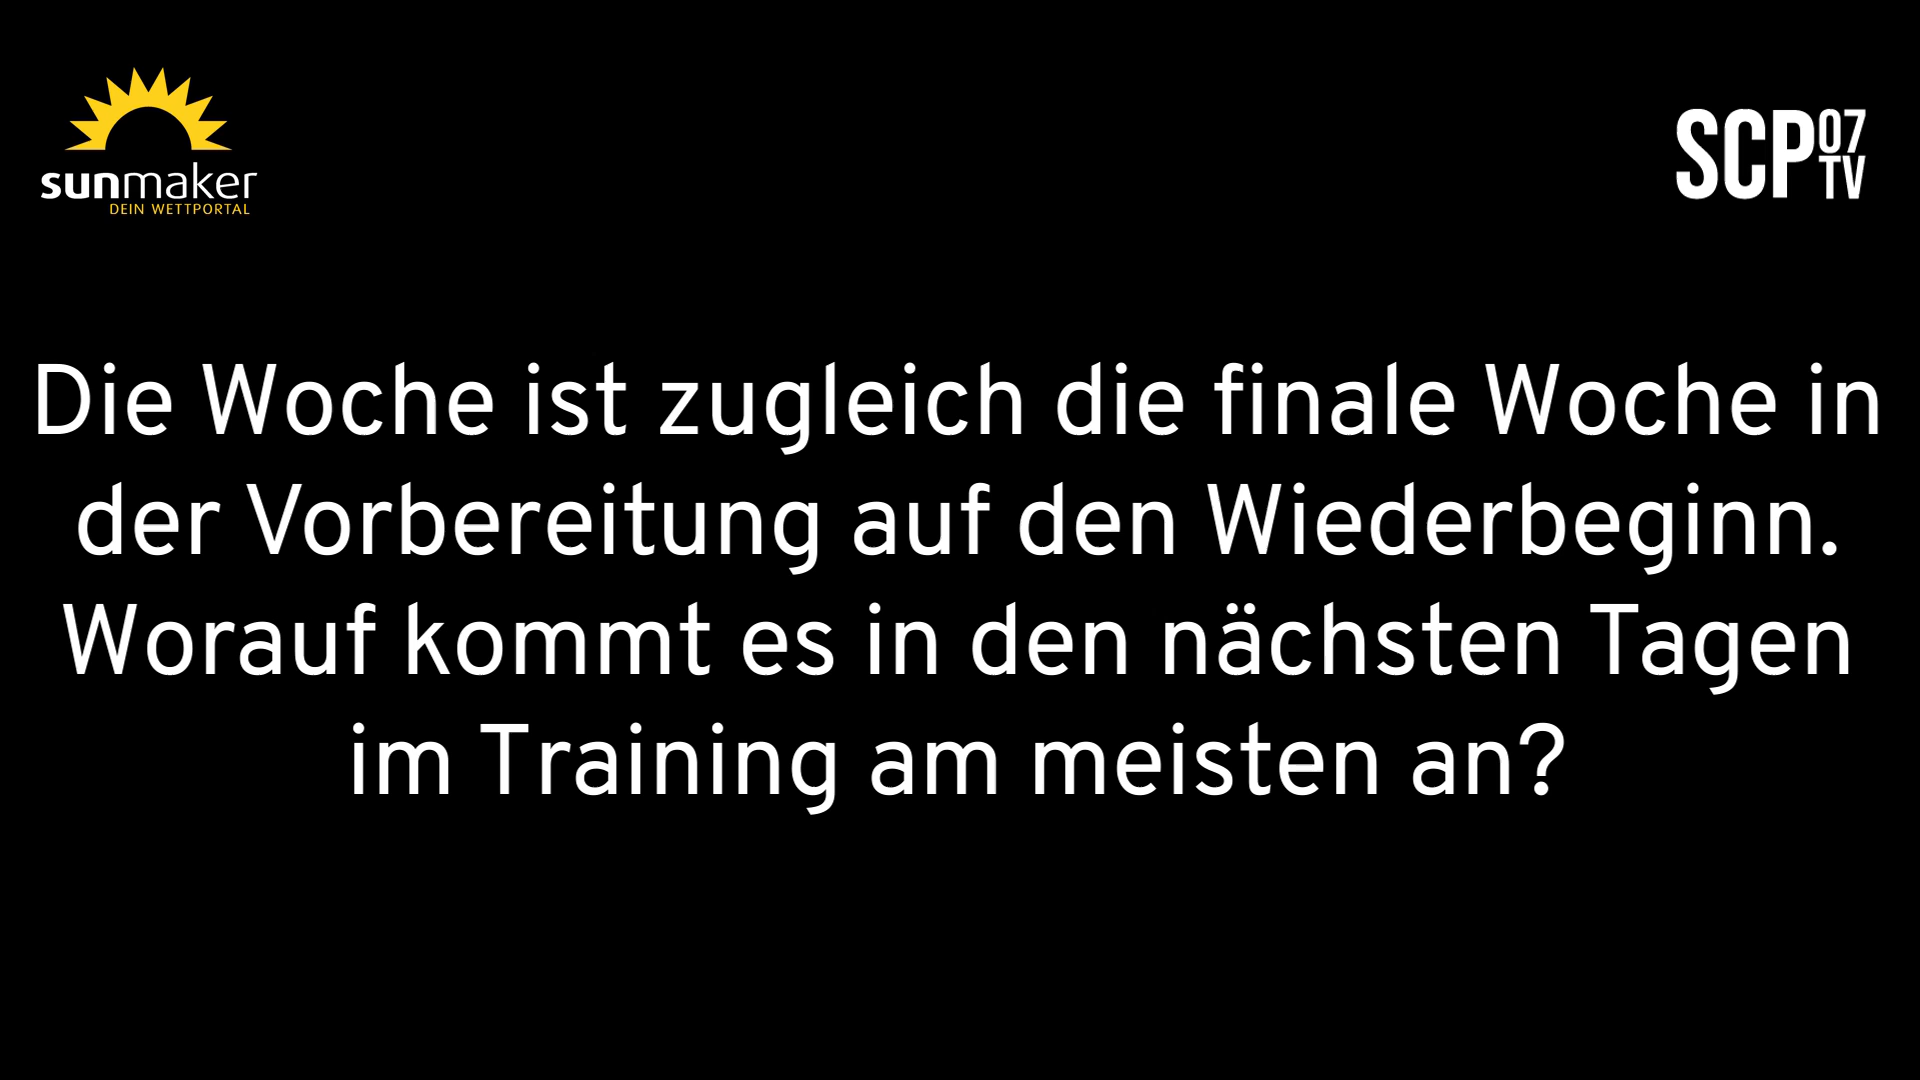 sunmaker
DEIN WETTPORTAL
SCP07
TV
Die Woche ist zugleich die finale Woche in
der Vorbereitung auf den Wiederbeginn.
Worauf kommt es in den nächsten Tagen
im Training am meisten an?